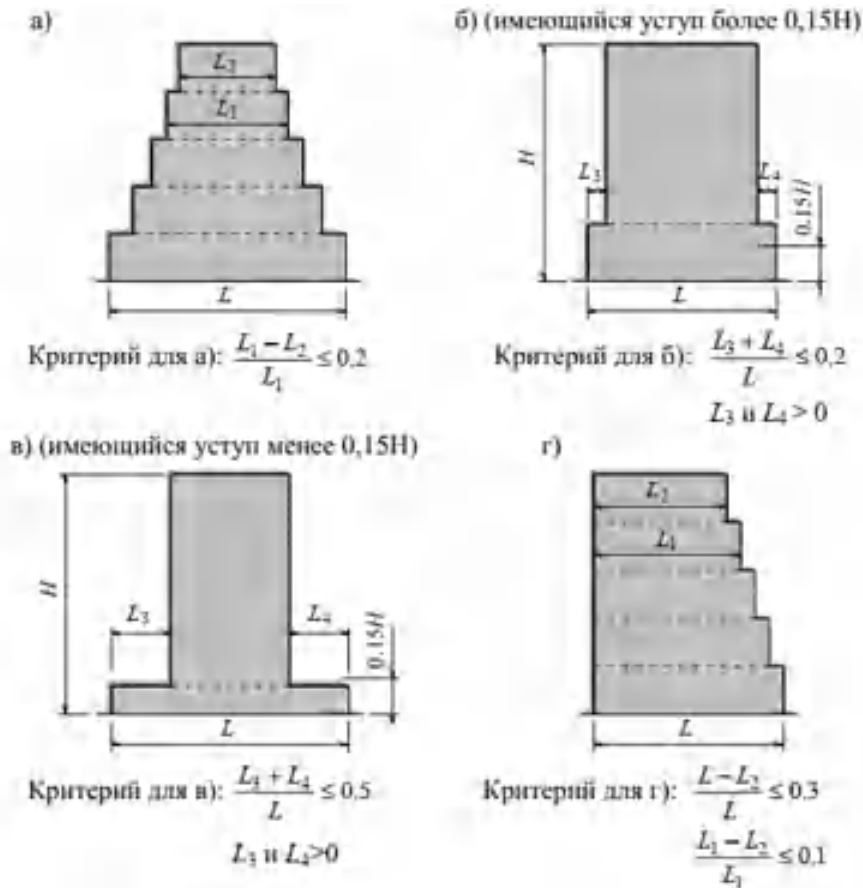 а)
L₂
L₁
L
Критерий для а): (L₁ − L₂)/L₁ ≤ 0,2
б) (имеющийся уступ более 0,15H)
H
L₃
L₄
0.15H
L
Критерий для б): (L₃ + L₄)/L ≤ 0,2
L₃ и L₄ > 0
в) (имеющийся уступ менее 0,15H)
H
L₃
L₄
0.15H
L
Критерий для в): (L₃ + L₄)/L ≤ 0.5
L₃ и L₄>0
г)
L₂
L₁
L
Критерий для г): (L − L₂)/L ≤ 0.3
(L₁ − L₂)/L₁ ≤ 0,1